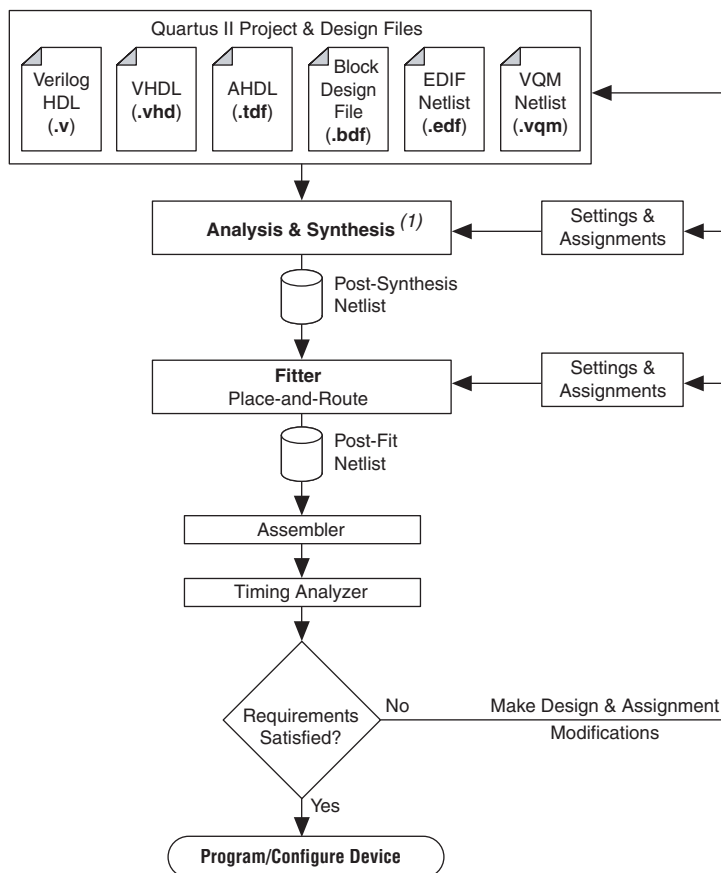 Quartus II Project & Design Files
Verilog
HDL
(.v)
VHDL
(.vhd)
AHDL
(.tdf)
Block
Design
File
(.bdf)
EDIF
Netlist
(.edf)
VQM
Netlist
(.vqm)
Analysis & Synthesis (1)
Settings &
Assignments
Post-Synthesis
Netlist
Fitter
Place-and-Route
Settings &
Assignments
Post-Fit
Netlist
Assembler
Timing Analyzer
Requirements
Satisfied?
No
Make Design & Assignment
Modifications
Yes
Program/Configure Device